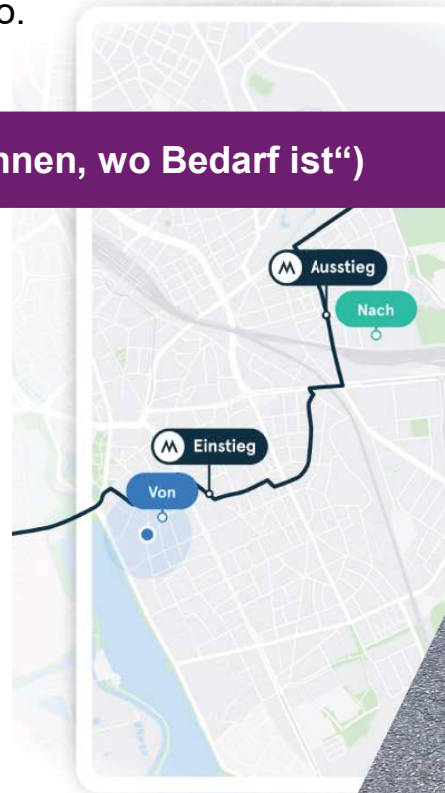 o.
nnen, wo Bedarf ist“)
Ausstieg
Nach
Einstieg
Von